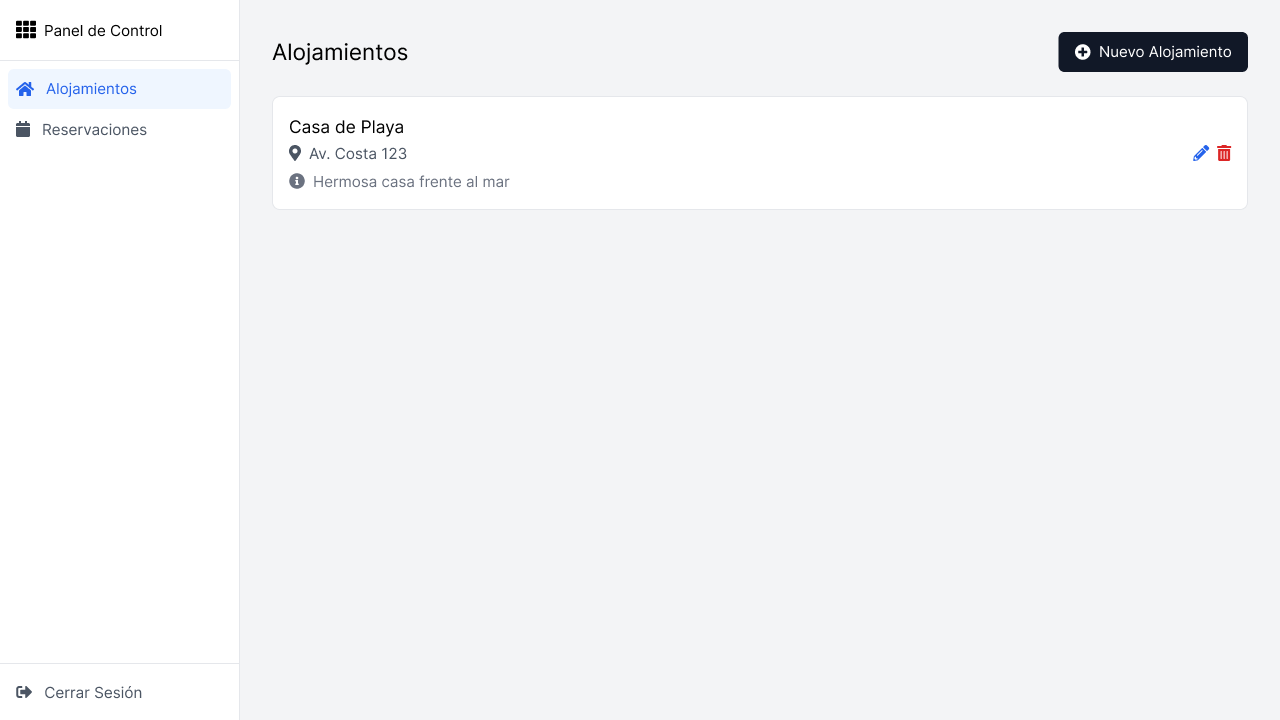 Panel de Control
Alojamientos
Reservaciones
Cerrar Sesión
Alojamientos
Nuevo Alojamiento
Casa de Playa
Av. Costa 123
Hermosa casa frente al mar